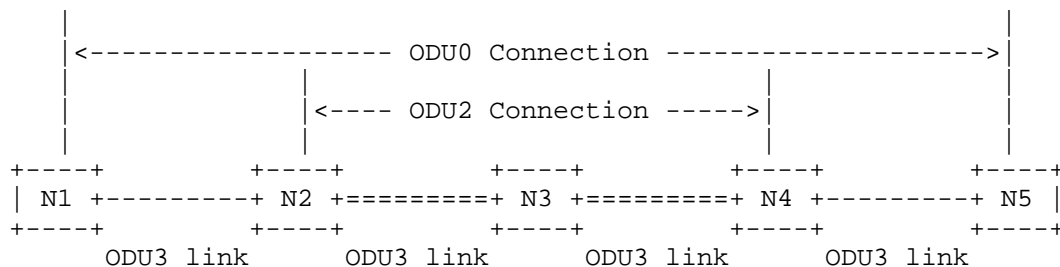 <------------------- ODU0 Connection -------------------->
<---- ODU2 Connection ----->
N1 N2 N3 N4 N5
ODU3 link ODU3 link ODU3 link ODU3 link